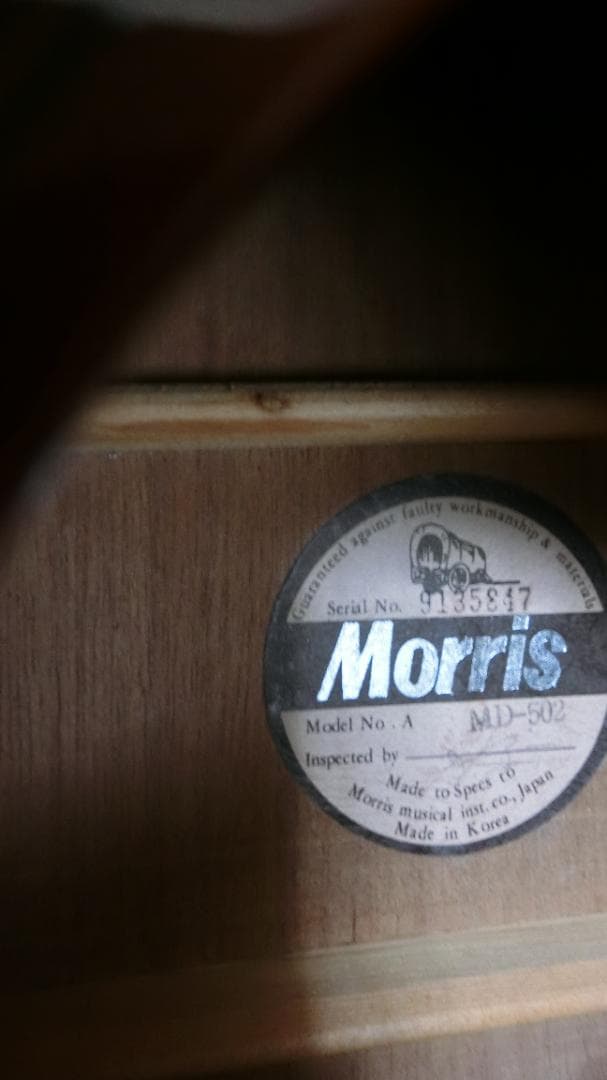 Guaranteed against faulty workmanship & materials
Serial No. 9135847
Morris
Model No. A MD-502
Inspected by
Made to Specs to
Morris musical inst. co., Japan
Made in Korea